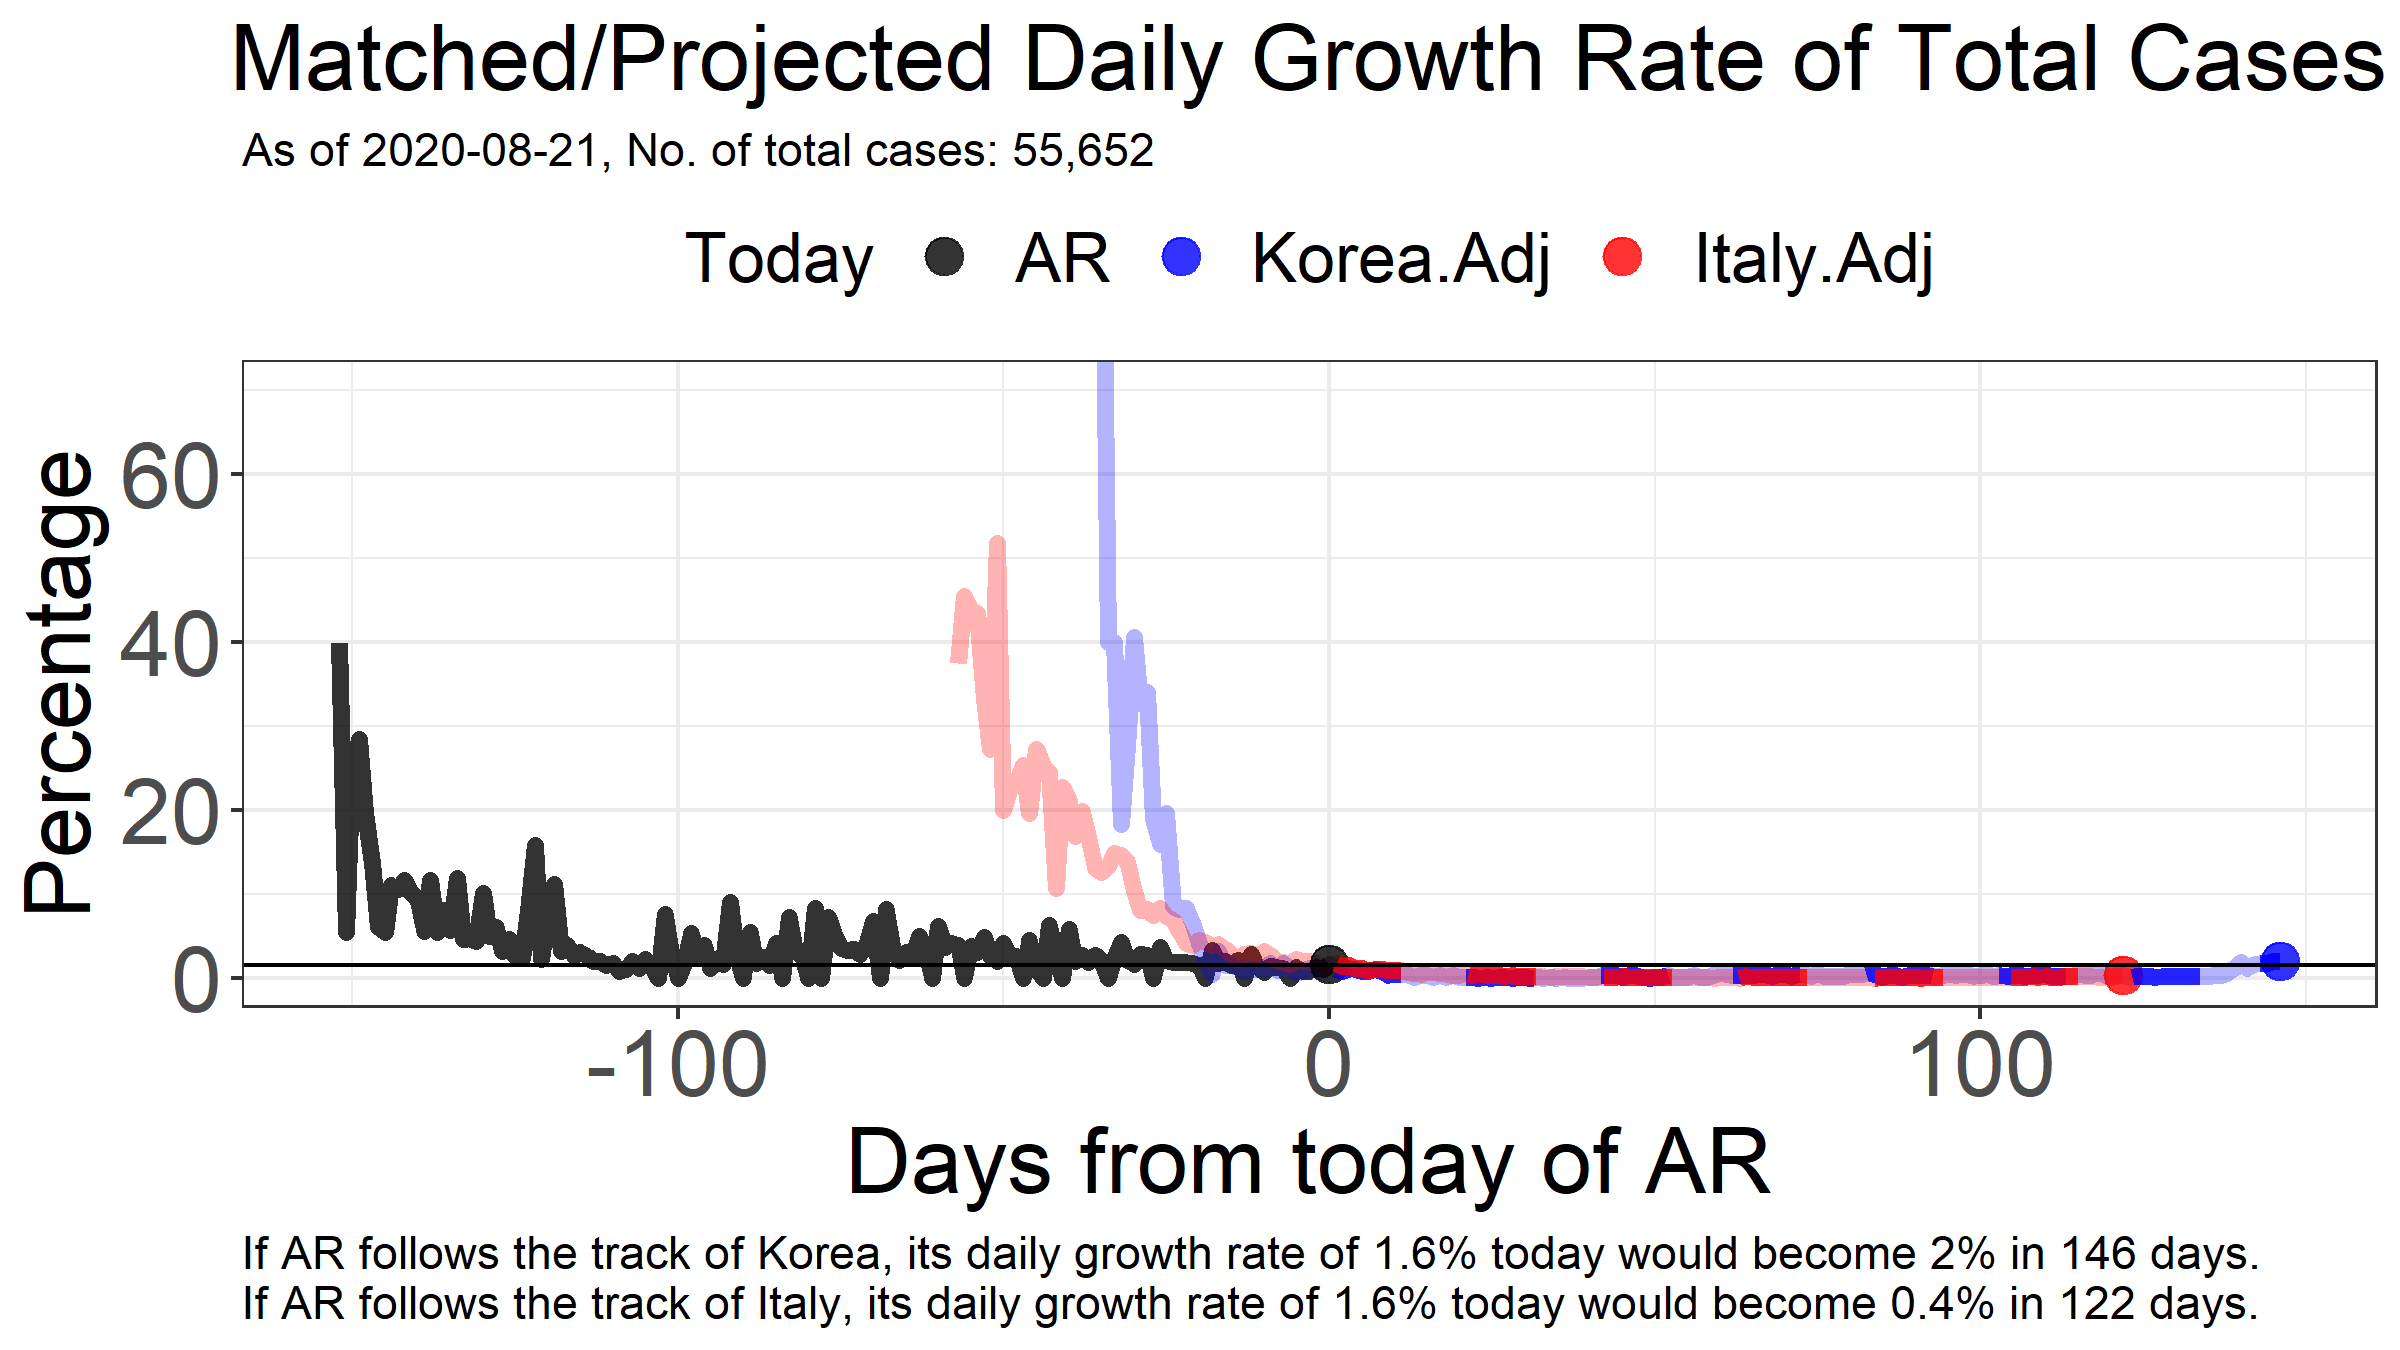 Matched/Projected Daily Growth Rate of Total Cases
As of 2020-08-21, No. of total cases: 55,652
Today AR Korea.Adj Italy.Adj
Percentage
60
40
20
0
-100 0 100
Days from today of AR
If AR follows the track of Korea, its daily growth rate of 1.6% today would become 2% in 146 days.
If AR follows the track of Italy, its daily growth rate of 1.6% today would become 0.4% in 122 days.